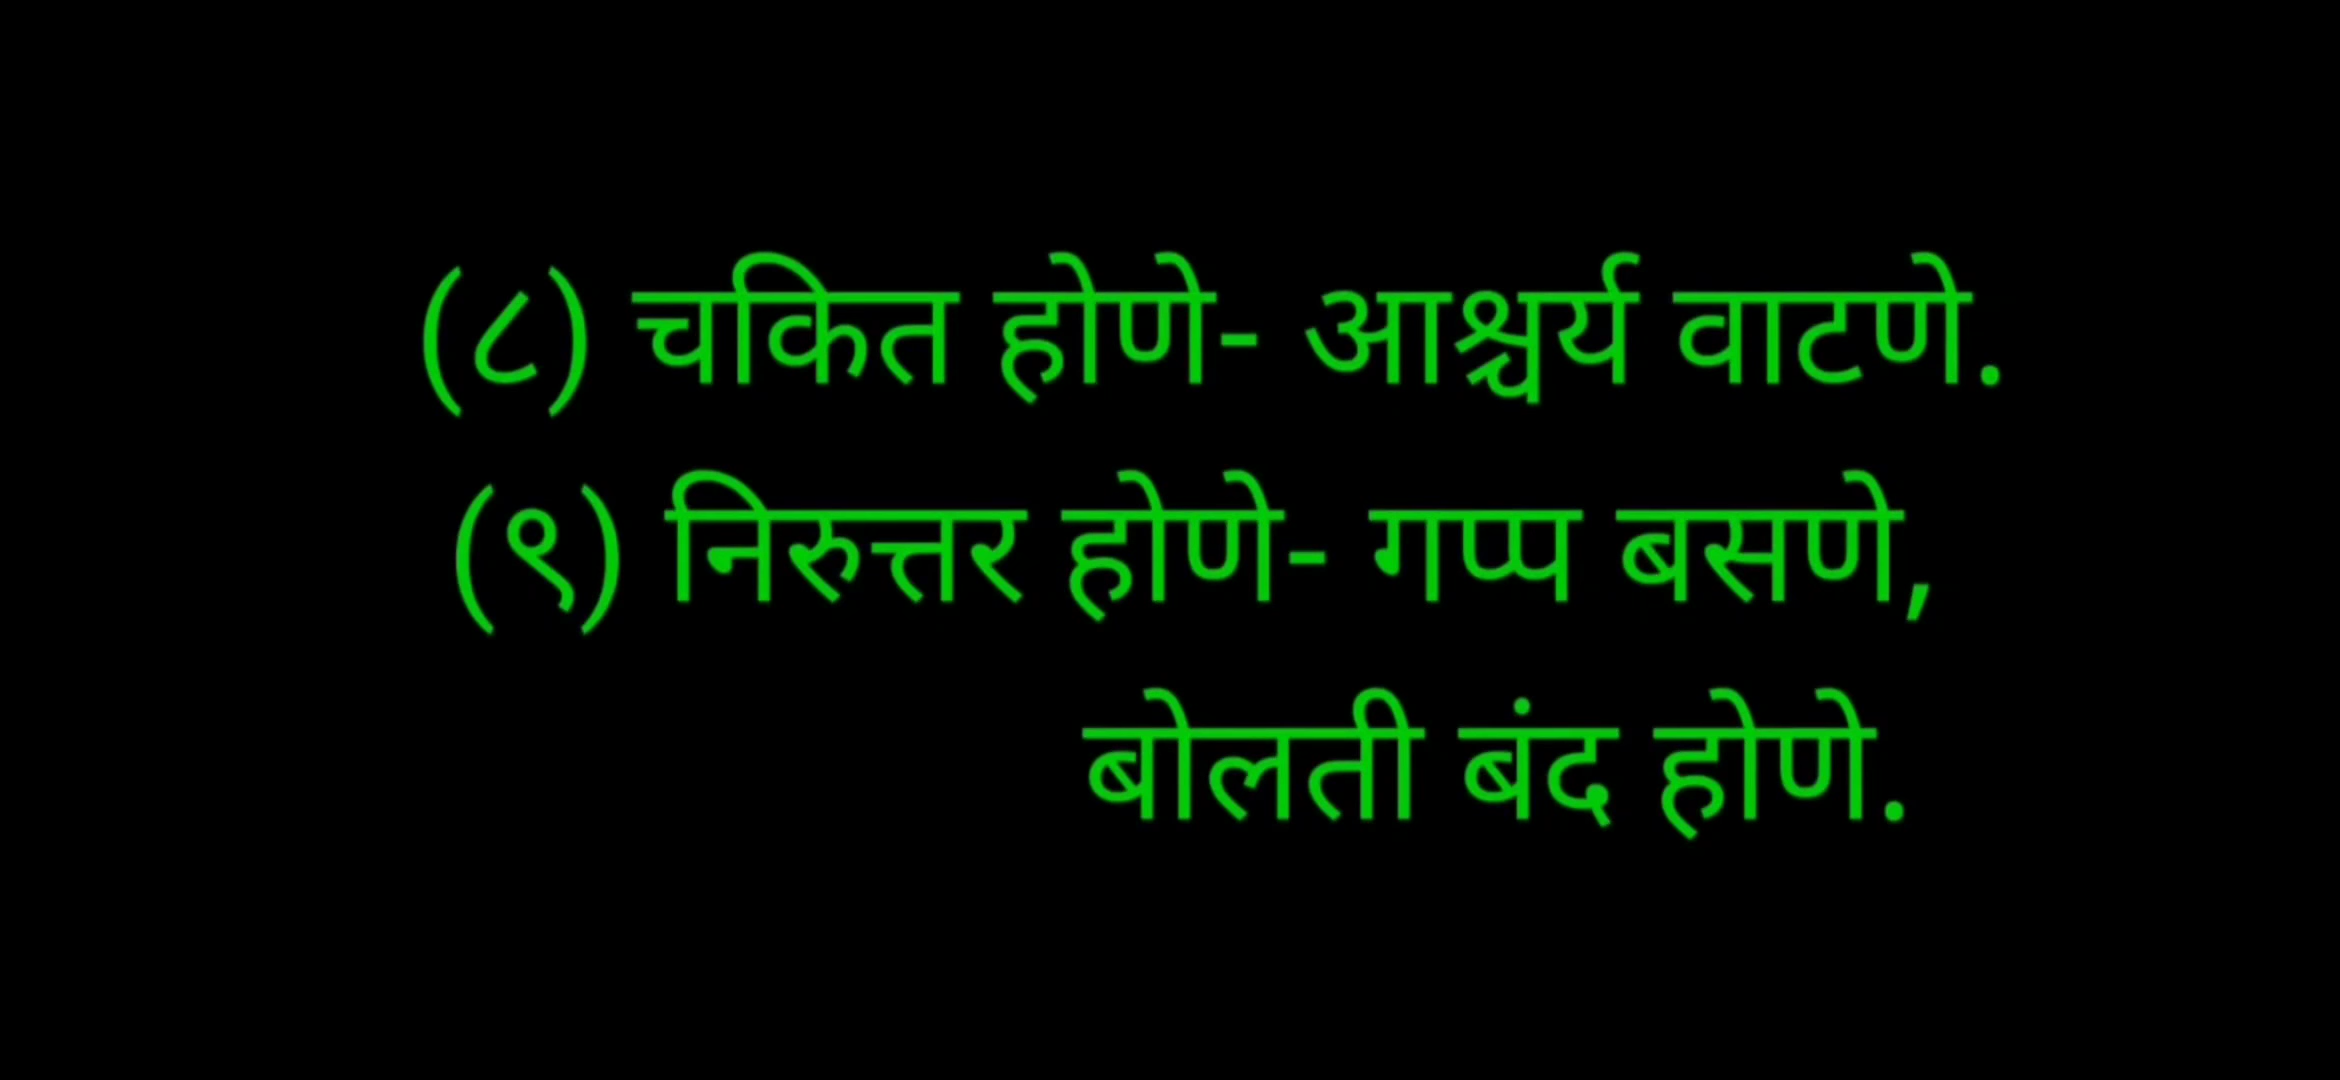 (८) चकित होणे- आश्चर्य वाटणे.
(९) निरुत्तर होणे- गप्प बसणे,
बोलती बंद होणे.